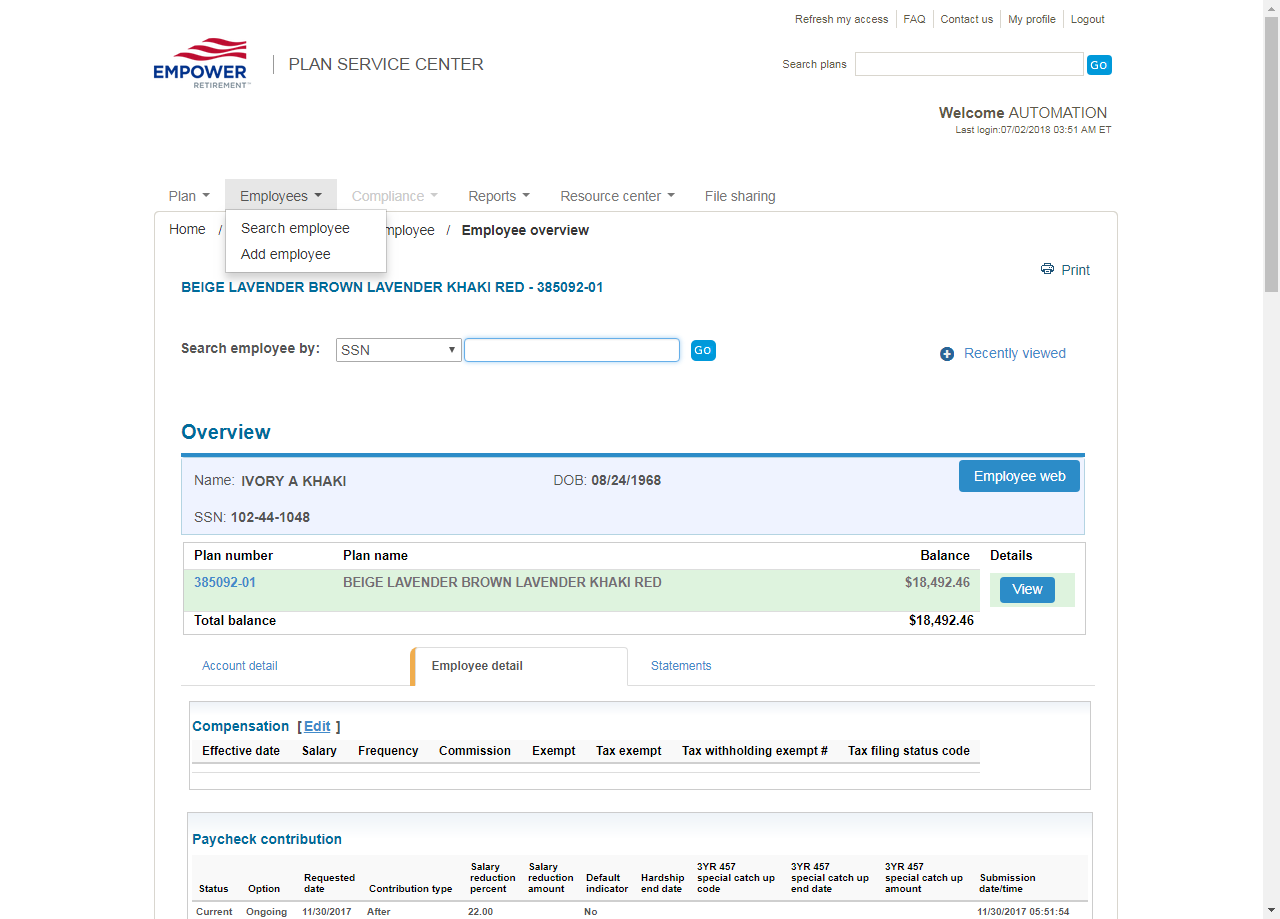 Refresh my access FAQ Contact us My profile Logout
EMPOWER
RETIREMENT™
PLAN SERVICE CENTER
Search plans GO
Welcome AUTOMATION
Last login:07/02/2018 03:51 AM ET
Plan Employees Compliance Reports Resource center File sharing
Home / mployee / Employee overview
Search employee
Add employee
Print
BEIGE LAVENDER BROWN LAVENDER KHAKI RED - 385092-01
Search employee by: SSN GO
Recently viewed
Overview
Name: IVORY A KHAKI DOB: 08/24/1968 Employee web
SSN: 102-44-1048
Plan number Plan name Balance Details
385092-01 BEIGE LAVENDER BROWN LAVENDER KHAKI RED $18,492.46 View
Total balance $18,492.46
Account detail Employee detail Statements
Compensation [ Edit ]
Effective date Salary Frequency Commission Exempt Tax exempt Tax withholding exempt # Tax filing status code
Paycheck contribution
Status Option Requested date Contribution type Salary reduction percent Salary reduction amount Default indicator Hardship end date 3YR 457 special catch up code 3YR 457 special catch up end date 3YR 457 special catch up amount Submission date/time
Current Ongoing 11/30/2017 After 22.00 No 11/30/2017 05:51:54